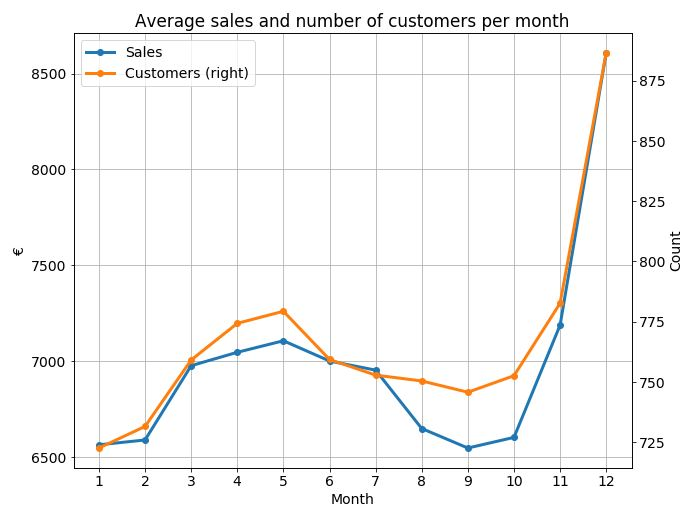 Average sales and number of customers per month
Sales
Customers (right)
8500
8000
7500
7000
6500
€
875
850
825
800
775
750
725
Count
1 2 3 4 5 6 7 8 9 10 11 12
Month